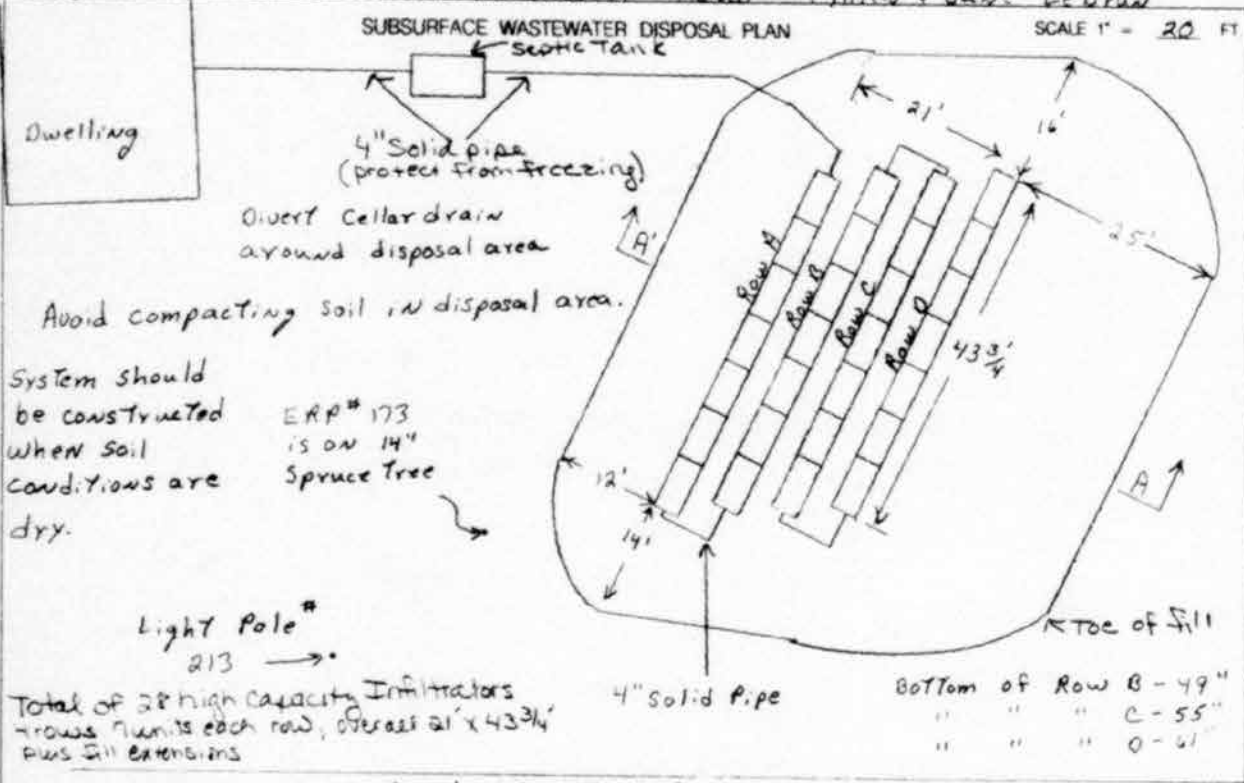 SUBSURFACE WASTEWATER DISPOSAL PLAN
SCALE 1" = 20 FT
Septic Tank
Dwelling
4" Solid pipe
(protect from freezing)
Divert Cellar drain
around disposal area
Avoid compacting soil in disposal area.
System should
be constructed
when soil
conditions are
dry.
ERP# 173
is on 14"
Spruce Tree
21'
16'
25'
A'
Row A
Row B
Row C
Row D
43 3/4'
A
12'
14'
Toe of fill
Light Pole#
213
4" Solid Pipe
Total of 28 high Capacity Infiltrators
4 rows 7 units each row, overall 21' x 43 3/4'
plus fill extensions
Bottom of Row B - 49"
" " " C - 55"
" " " D - 61"